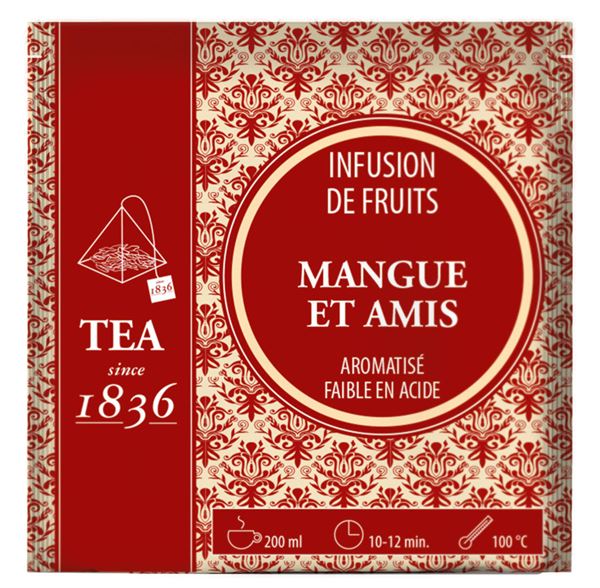 since
1836
TEA
since
1836
INFUSION
DE FRUITS
MANGUE
ET AMIS
AROMATISÉ
FAIBLE EN ACIDE
200 ml
10-12 min.
100 °C